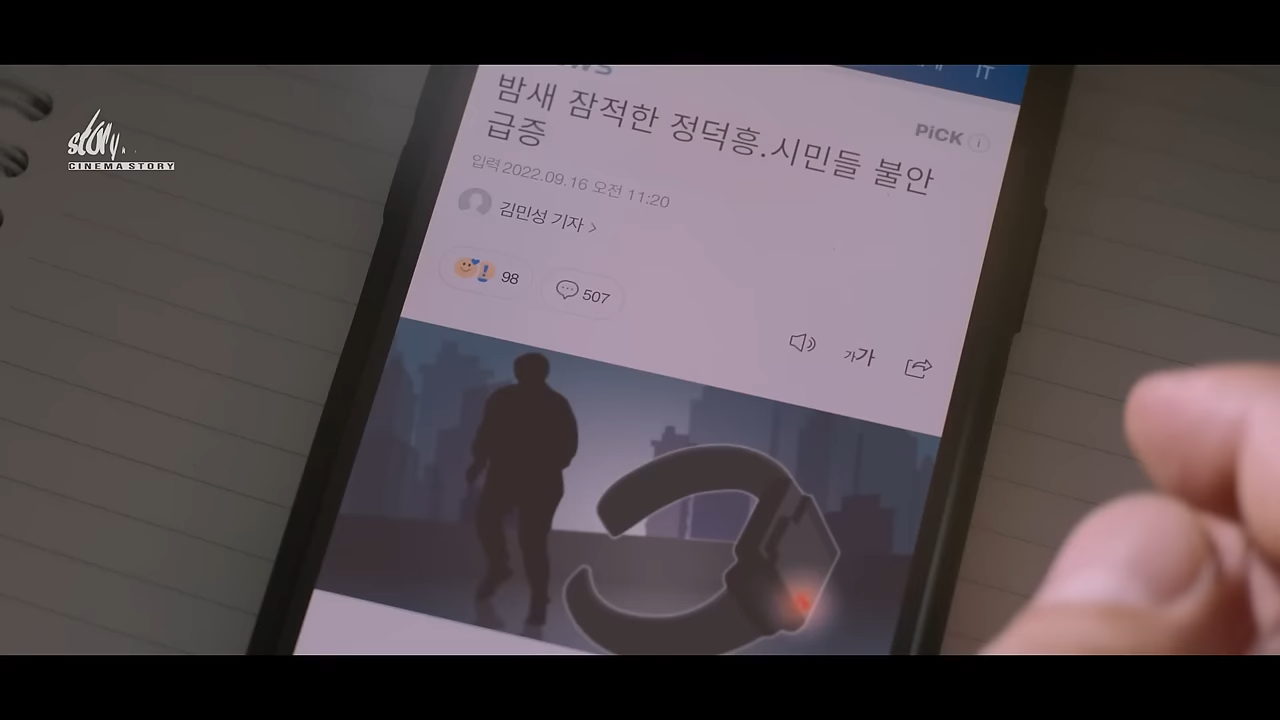 story.
CINEMA STORY
밤새 잠적한 정덕흥.시민들 불안
급증
PiCK i
입력 2022.09.16 오전 11:20
김민성 기자 >
98 507
가가